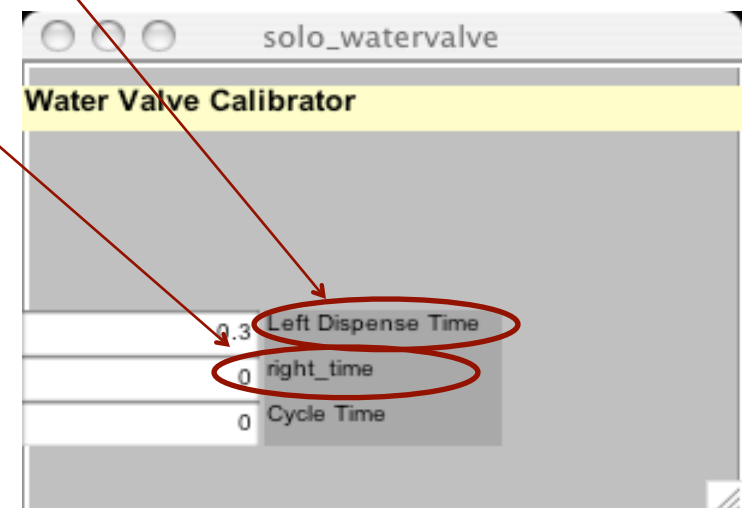 solo_watervalve
Water Valve Calibrator
0.3 Left Dispense Time
0 right_time
0 Cycle Time